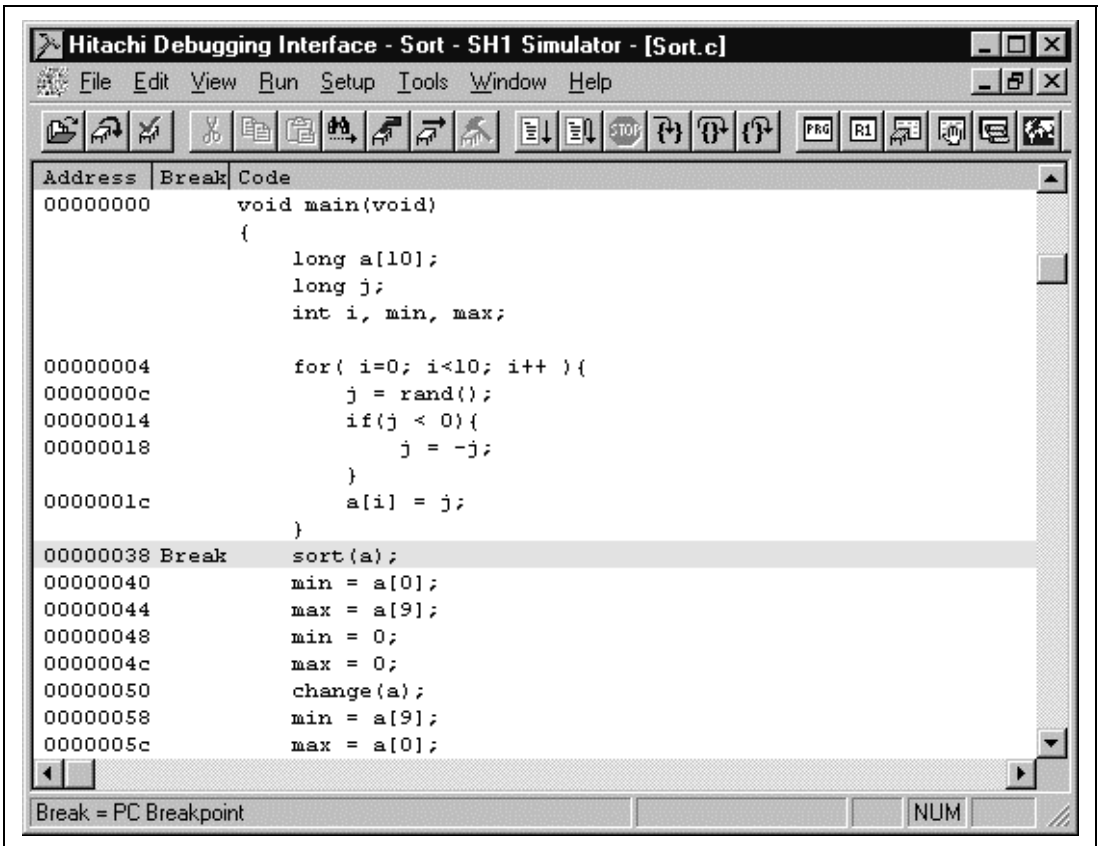 Hitachi Debugging Interface - Sort - SH1 Simulator - [Sort.c]
File Edit View Run Setup Tools Window Help
STOP PRG R1
Address Break Code
00000000 void main(void)
{
long a[10];
long j;
int i, min, max;
00000004 for( i=0; i<10; i++ ){
0000000c j = rand();
00000014 if(j < 0){
00000018 j = -j;
}
0000001c a[i] = j;
}
00000038 Break sort(a);
00000040 min = a[0];
00000044 max = a[9];
00000048 min = 0;
0000004c max = 0;
00000050 change(a);
00000058 min = a[9];
0000005c max = a[0];
Break = PC Breakpoint NUM